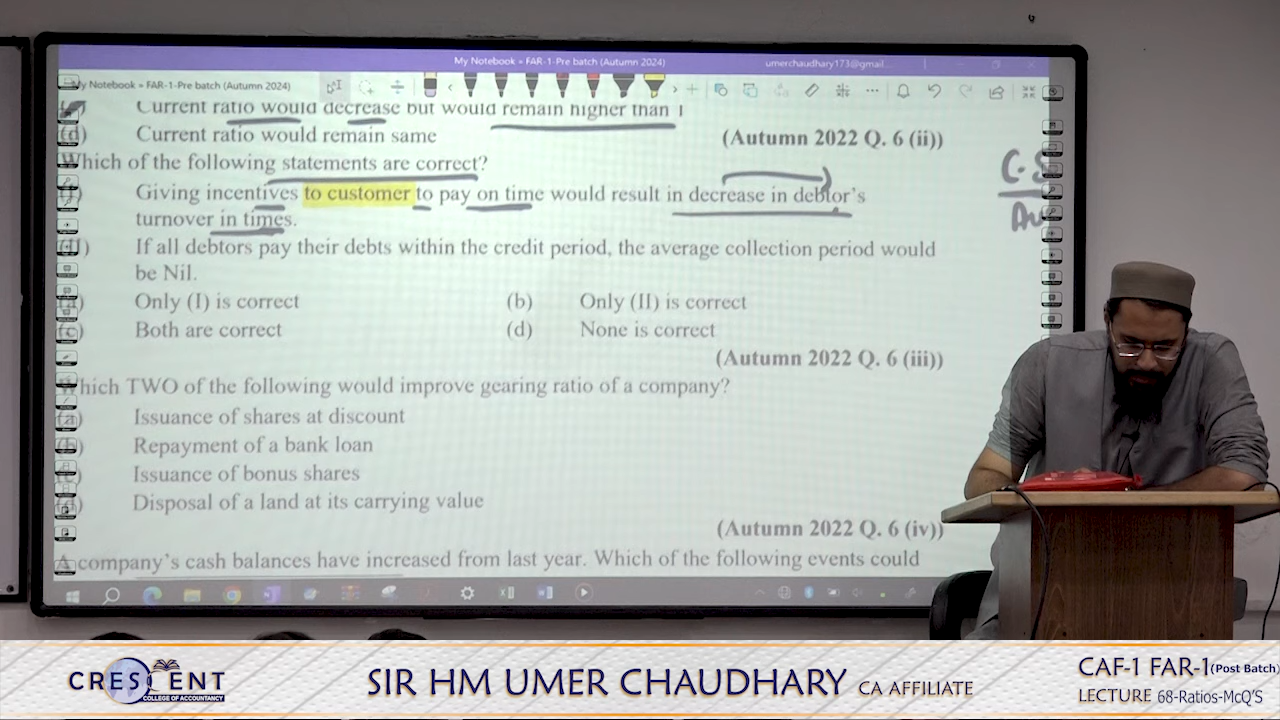 My Notebook » FAR-1-Pre batch (Autumn 2024)
umerchaudhary173@gmail...
My Notebook » FAR-1-Pre batch (Autumn 2024)
Current ratio would decrease but would remain higher than 1
(d) Current ratio would remain same
(Autumn 2022 Q. 6 (ii))
Which of the following statements are correct?
(I) Giving incentives to customer to pay on time would result in decrease in debtor's
turnover in times.
(II) If all debtors pay their debts within the credit period, the average collection period would
be Nil.
(a) Only (I) is correct (b) Only (II) is correct
(c) Both are correct (d) None is correct
(Autumn 2022 Q. 6 (iii))
Which TWO of the following would improve gearing ratio of a company?
(a) Issuance of shares at discount
(b) Repayment of a bank loan
(c) Issuance of bonus shares
(d) Disposal of a land at its carrying value
(Autumn 2022 Q. 6 (iv))
A company's cash balances have increased from last year. Which of the following events could
CRESCENT
COLLEGE OF ACCOUNTANCY
SIR HM UMER CHAUDHARY CA AFFILIATE
CAF-1 FAR-1(Post Batch)
LECTURE 68-Ratios-McQ'S